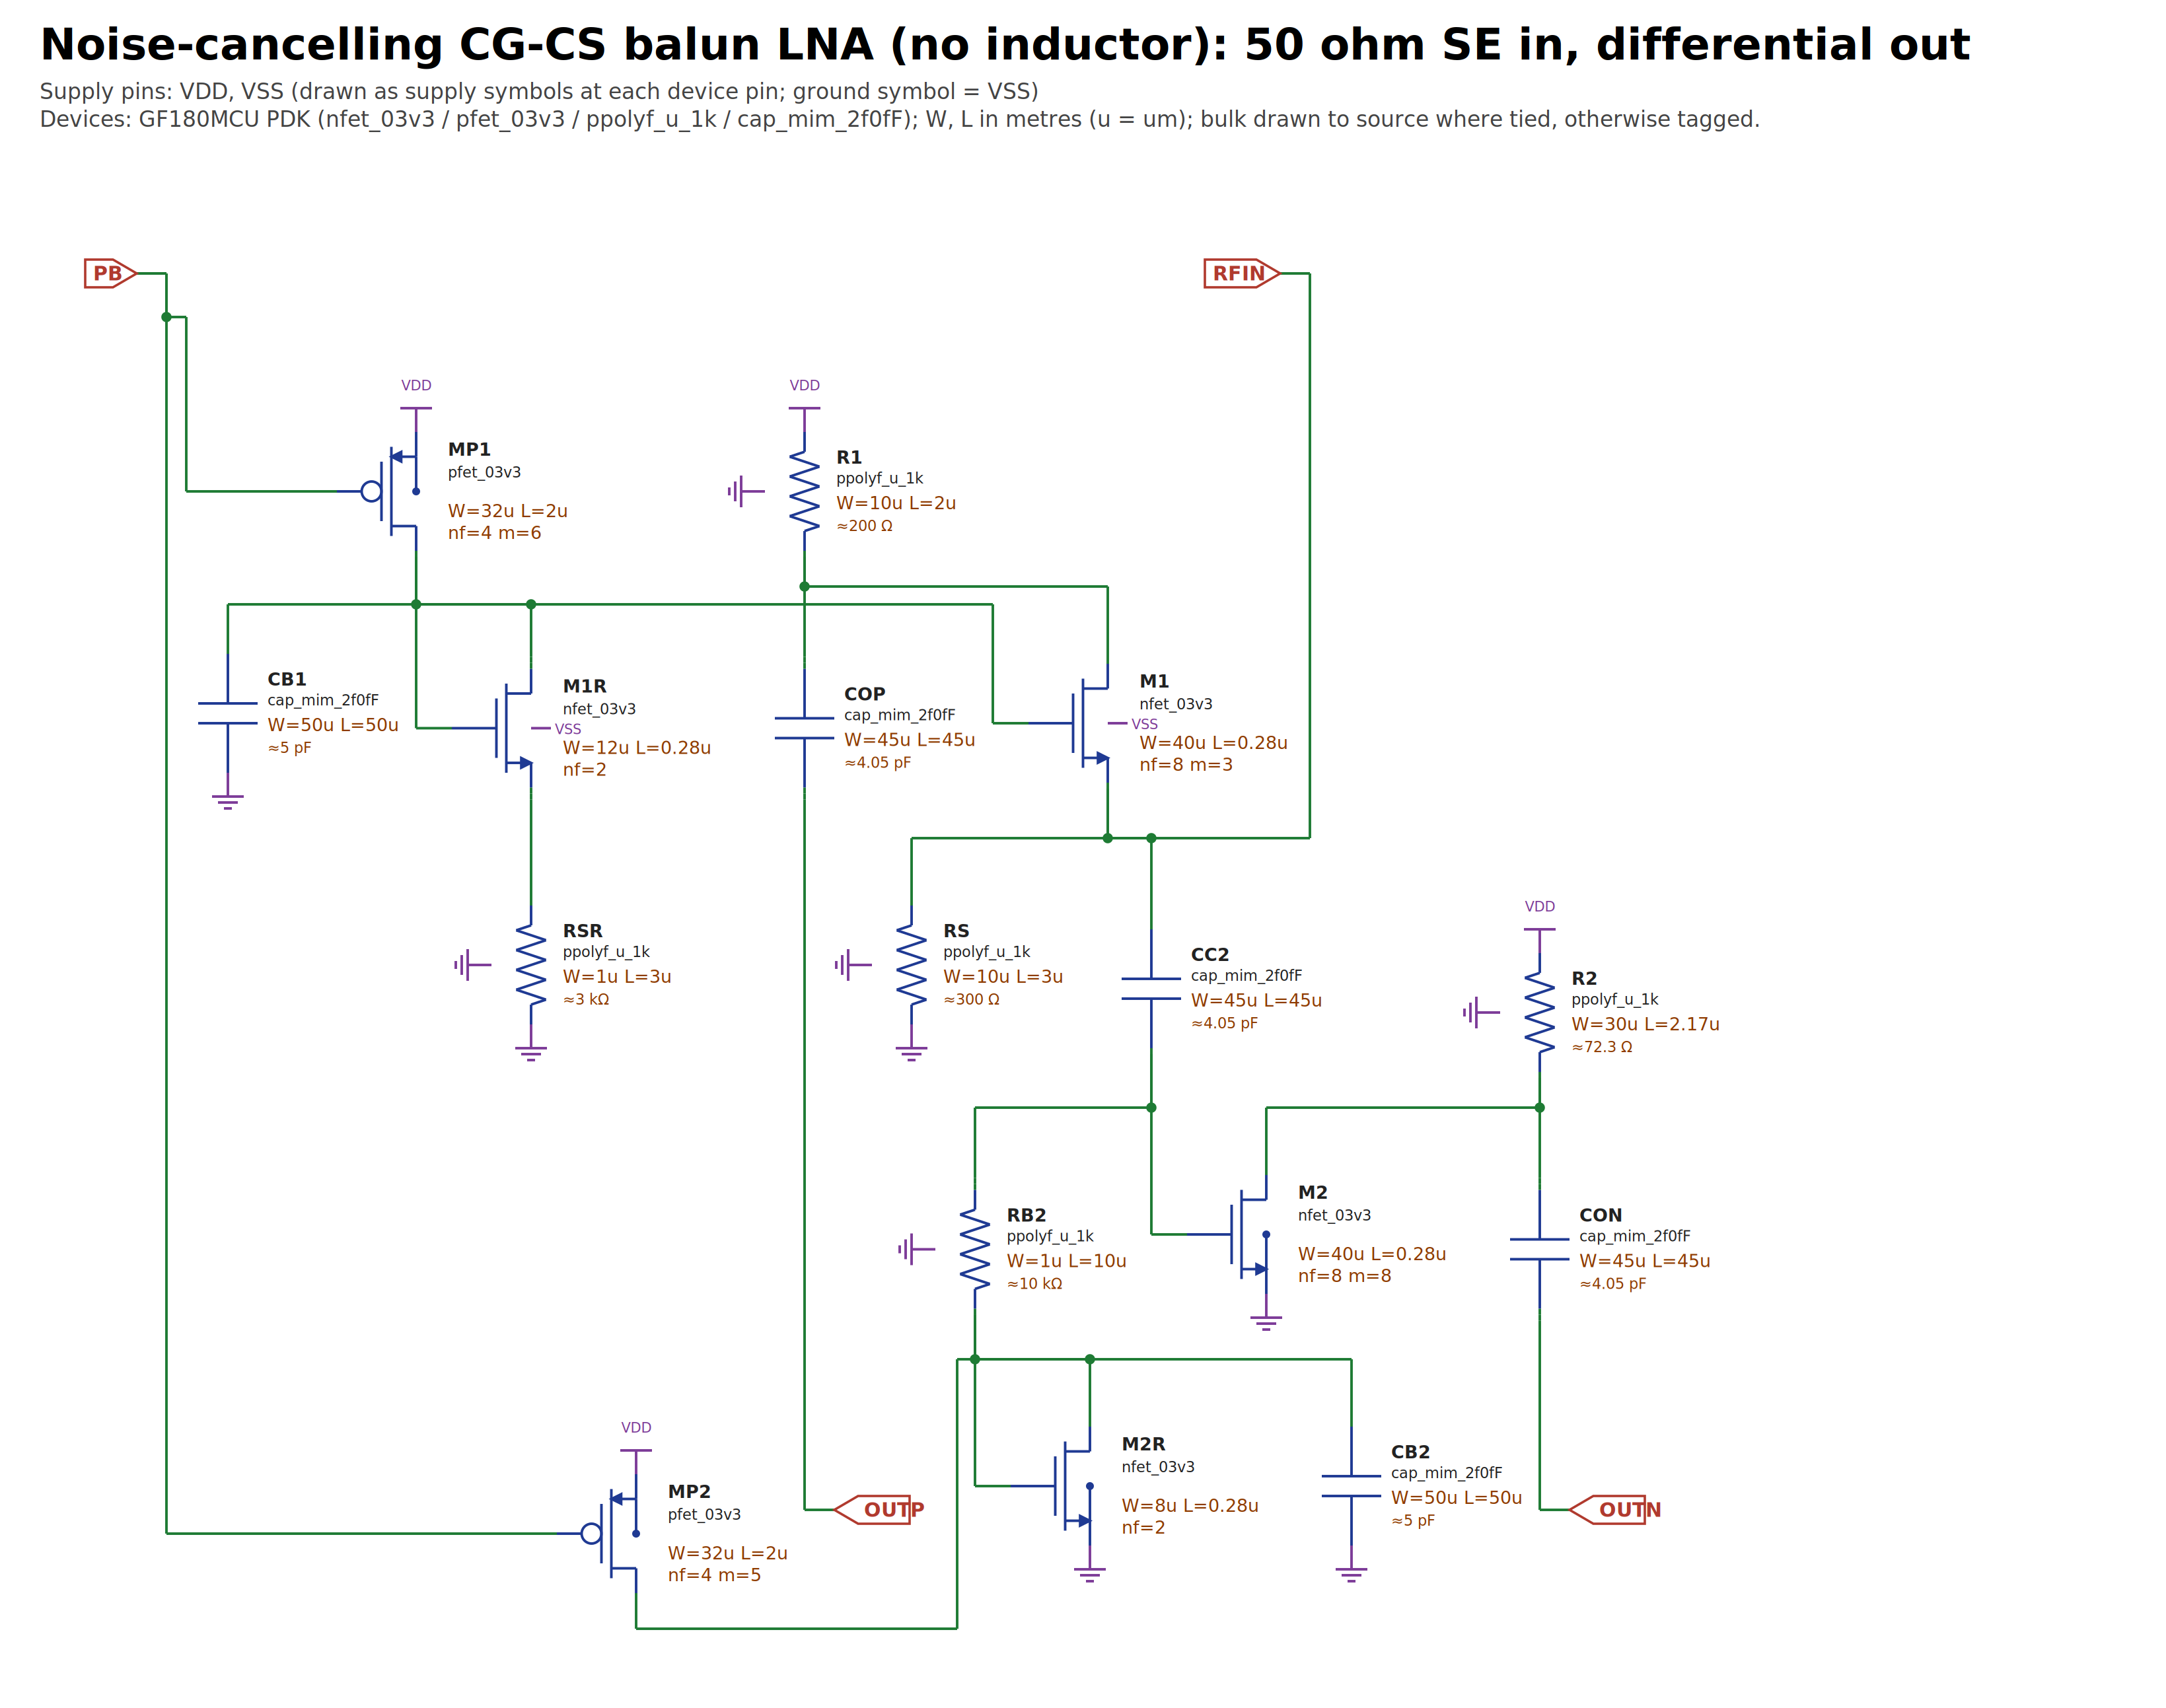 Noise-cancelling CG-CS balun LNA (no inductor): 50 ohm SE in, differential out
Supply pins: VDD, VSS (drawn as supply symbols at each device pin; ground symbol = VSS)
Devices: GF180MCU PDK (nfet_03v3 / pfet_03v3 / ppolyf_u_1k / cap_mim_2f0fF); W, L in metres (u = um); bulk drawn to source where tied, otherwise tagged.
PB
RFIN
VDD
MP1
pfet_03v3
W=32u L=2u
nf=4 m=6
VDD
R1
ppolyf_u_1k
W=10u L=2u
≈200 Ω
CB1
cap_mim_2f0fF
W=50u L=50u
≈5 pF
M1R
nfet_03v3
VSS
W=12u L=0.28u
nf=2
COP
cap_mim_2f0fF
W=45u L=45u
≈4.05 pF
M1
nfet_03v3
VSS
W=40u L=0.28u
nf=8 m=3
RSR
ppolyf_u_1k
W=1u L=3u
≈3 kΩ
RS
ppolyf_u_1k
W=10u L=3u
≈300 Ω
CC2
cap_mim_2f0fF
W=45u L=45u
≈4.05 pF
VDD
R2
ppolyf_u_1k
W=30u L=2.17u
≈72.3 Ω
RB2
ppolyf_u_1k
W=1u L=10u
≈10 kΩ
M2
nfet_03v3
W=40u L=0.28u
nf=8 m=8
CON
cap_mim_2f0fF
W=45u L=45u
≈4.05 pF
VDD
MP2
pfet_03v3
W=32u L=2u
nf=4 m=5
OUTP
M2R
nfet_03v3
W=8u L=0.28u
nf=2
CB2
cap_mim_2f0fF
W=50u L=50u
≈5 pF
OUTN